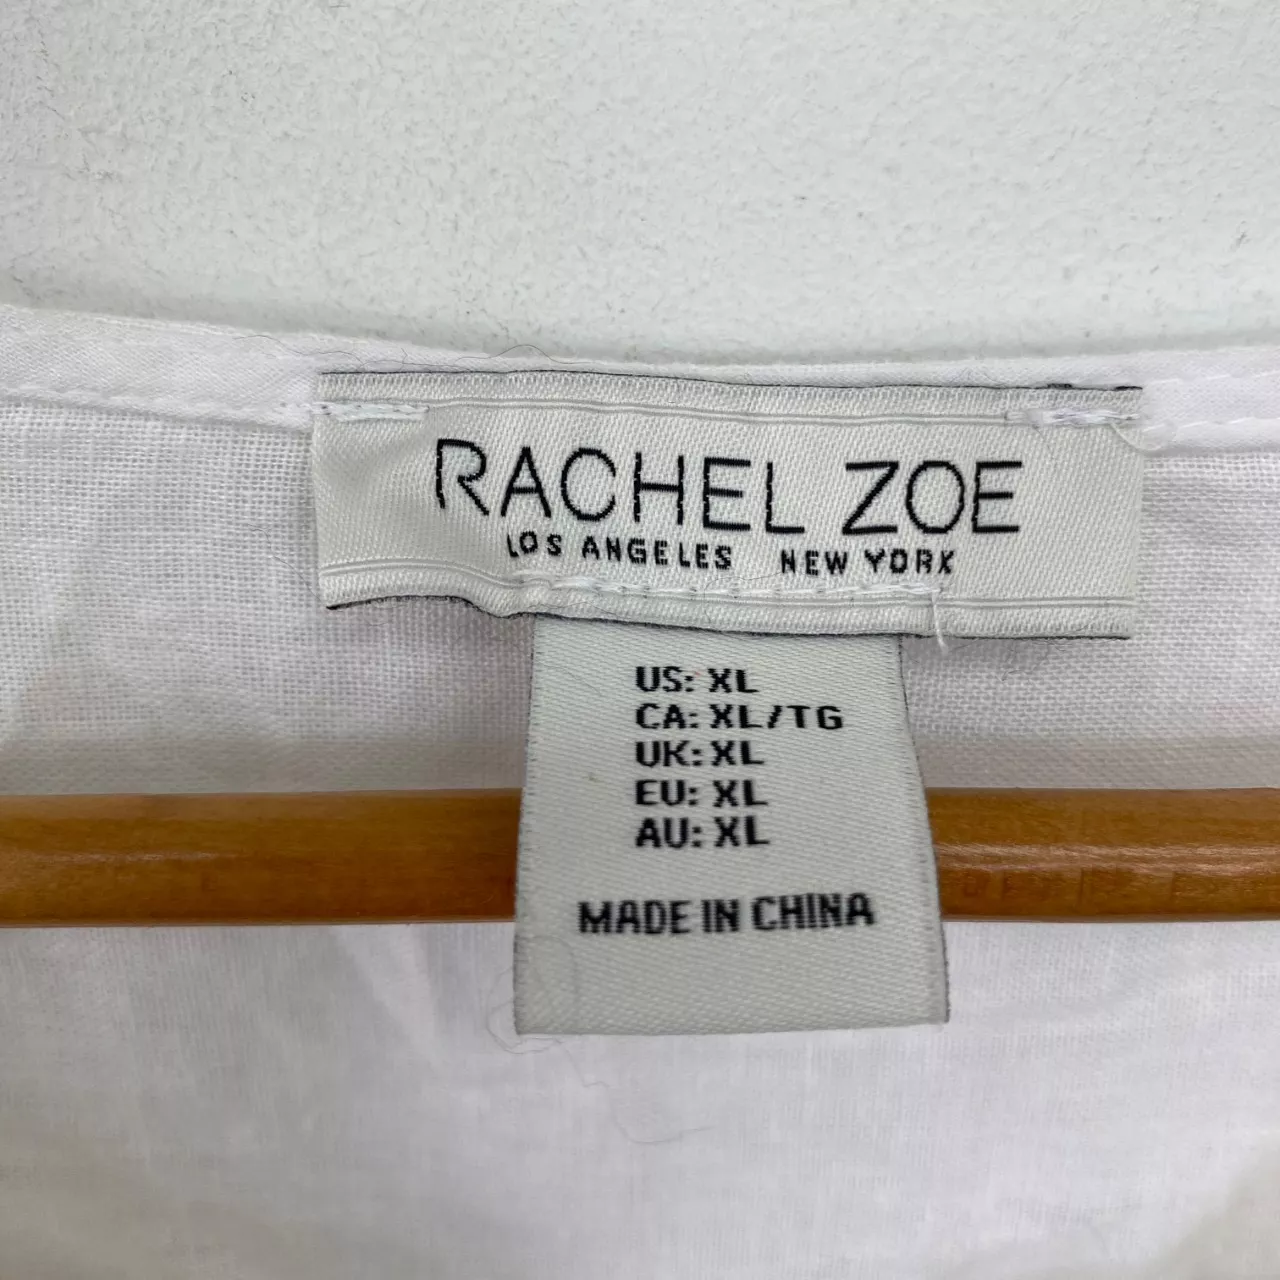 RACHEL ZOE
LOS ANGELES NEW YORK
US: XL
CA: XL/TG
UK: XL
EU: XL
AU: XL
MADE IN CHINA